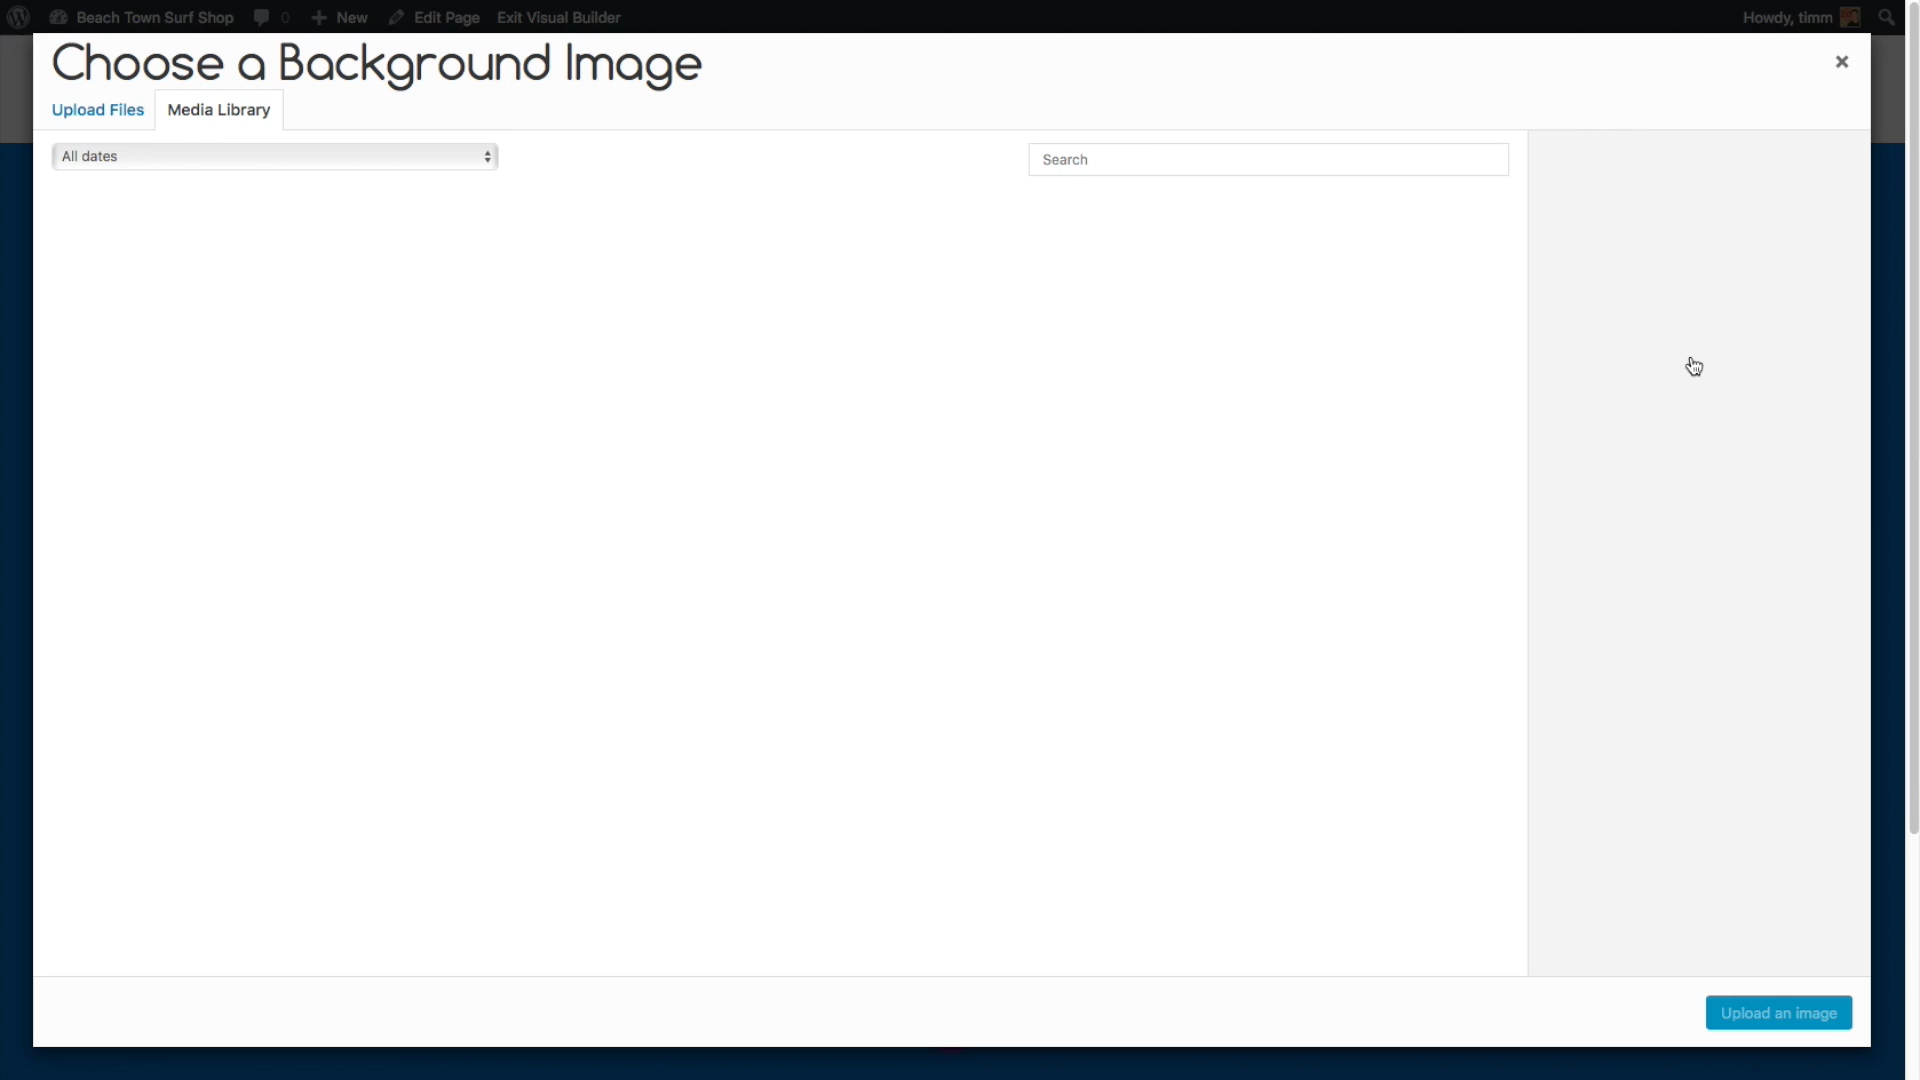 Beach Town Surf Shop 0 New Edit Page Exit Visual Builder Howdy, timm
Choose a Background Image
Upload Files Media Library
All dates Search
Upload an image